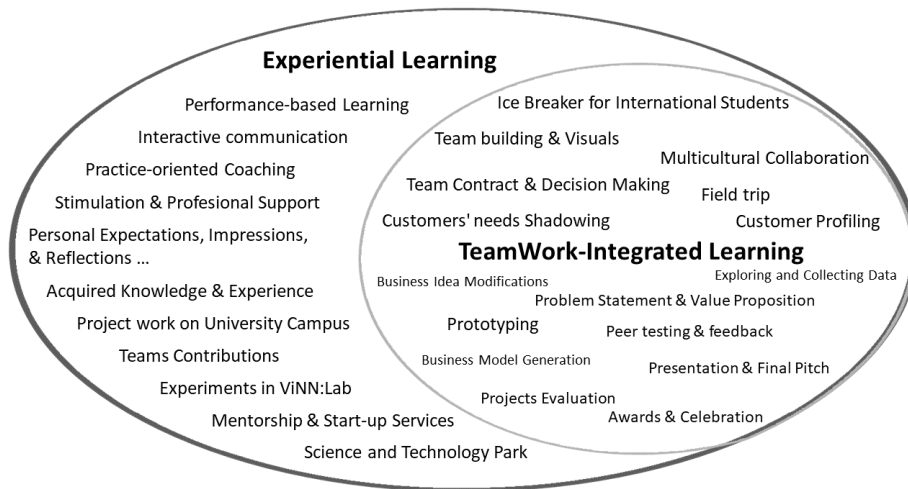 Experiential Learning
Performance-based Learning
Interactive communication
Practice-oriented Coaching
Stimulation & Profesional Support
Personal Expectations, Impressions,
& Reflections ...
Acquired Knowledge & Experience
Project work on University Campus
Teams Contributions
Experiments in ViNN:Lab
Mentorship & Start-up Services
Science and Technology Park
Ice Breaker for International Students
Team building & Visuals
Multicultural Collaboration
Team Contract & Decision Making
Field trip
Customers' needs Shadowing
Customer Profiling
TeamWork-Integrated Learning
Business Idea Modifications
Exploring and Collecting Data
Problem Statement & Value Proposition
Prototyping
Peer testing & feedback
Business Model Generation
Presentation & Final Pitch
Projects Evaluation
Awards & Celebration